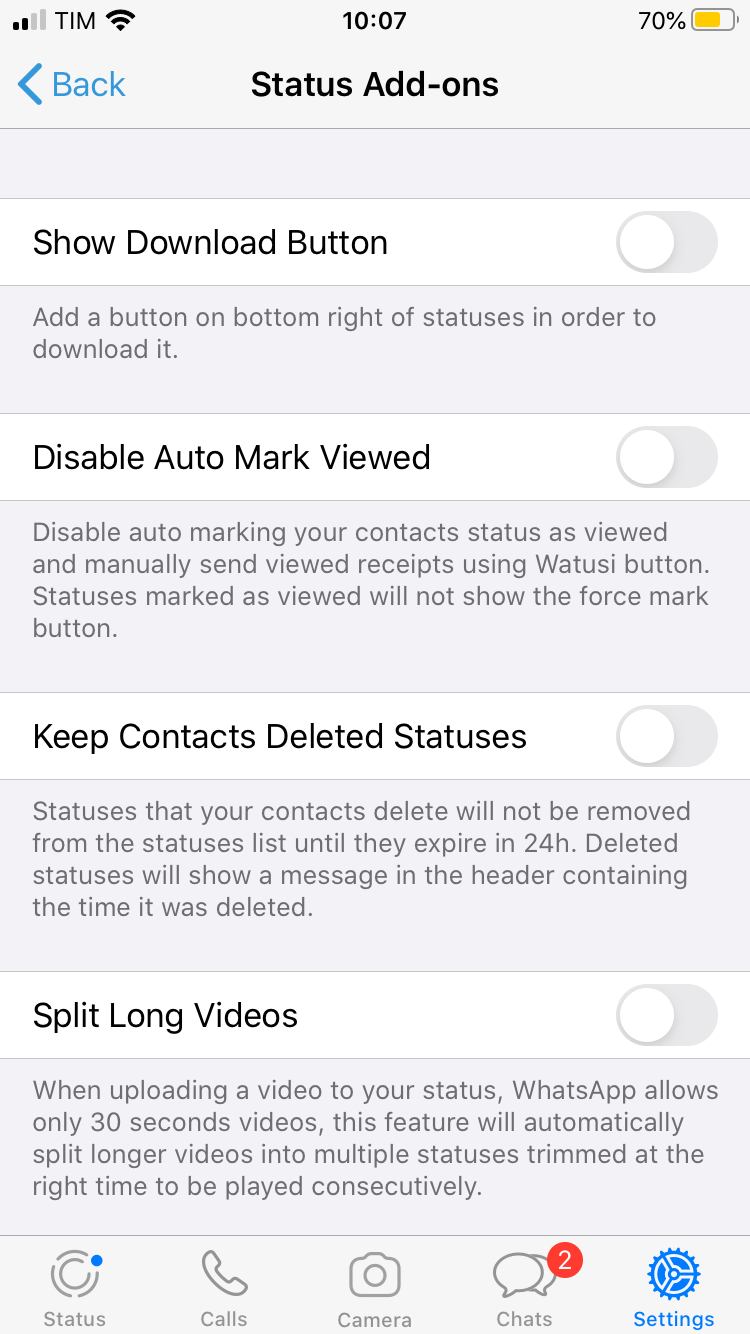 TIM 10:07 70%
Back Status Add-ons
Show Download Button
Add a button on bottom right of statuses in order to
download it.
Disable Auto Mark Viewed
Disable auto marking your contacts status as viewed
and manually send viewed receipts using Watusi button.
Statuses marked as viewed will not show the force mark
button.
Keep Contacts Deleted Statuses
Statuses that your contacts delete will not be removed
from the statuses list until they expire in 24h. Deleted
statuses will show a message in the header containing
the time it was deleted.
Split Long Videos
When uploading a video to your status, WhatsApp allows
only 30 seconds videos, this feature will automatically
split longer videos into multiple statuses trimmed at the
right time to be played consecutively.
2
Status Calls Camera Chats Settings